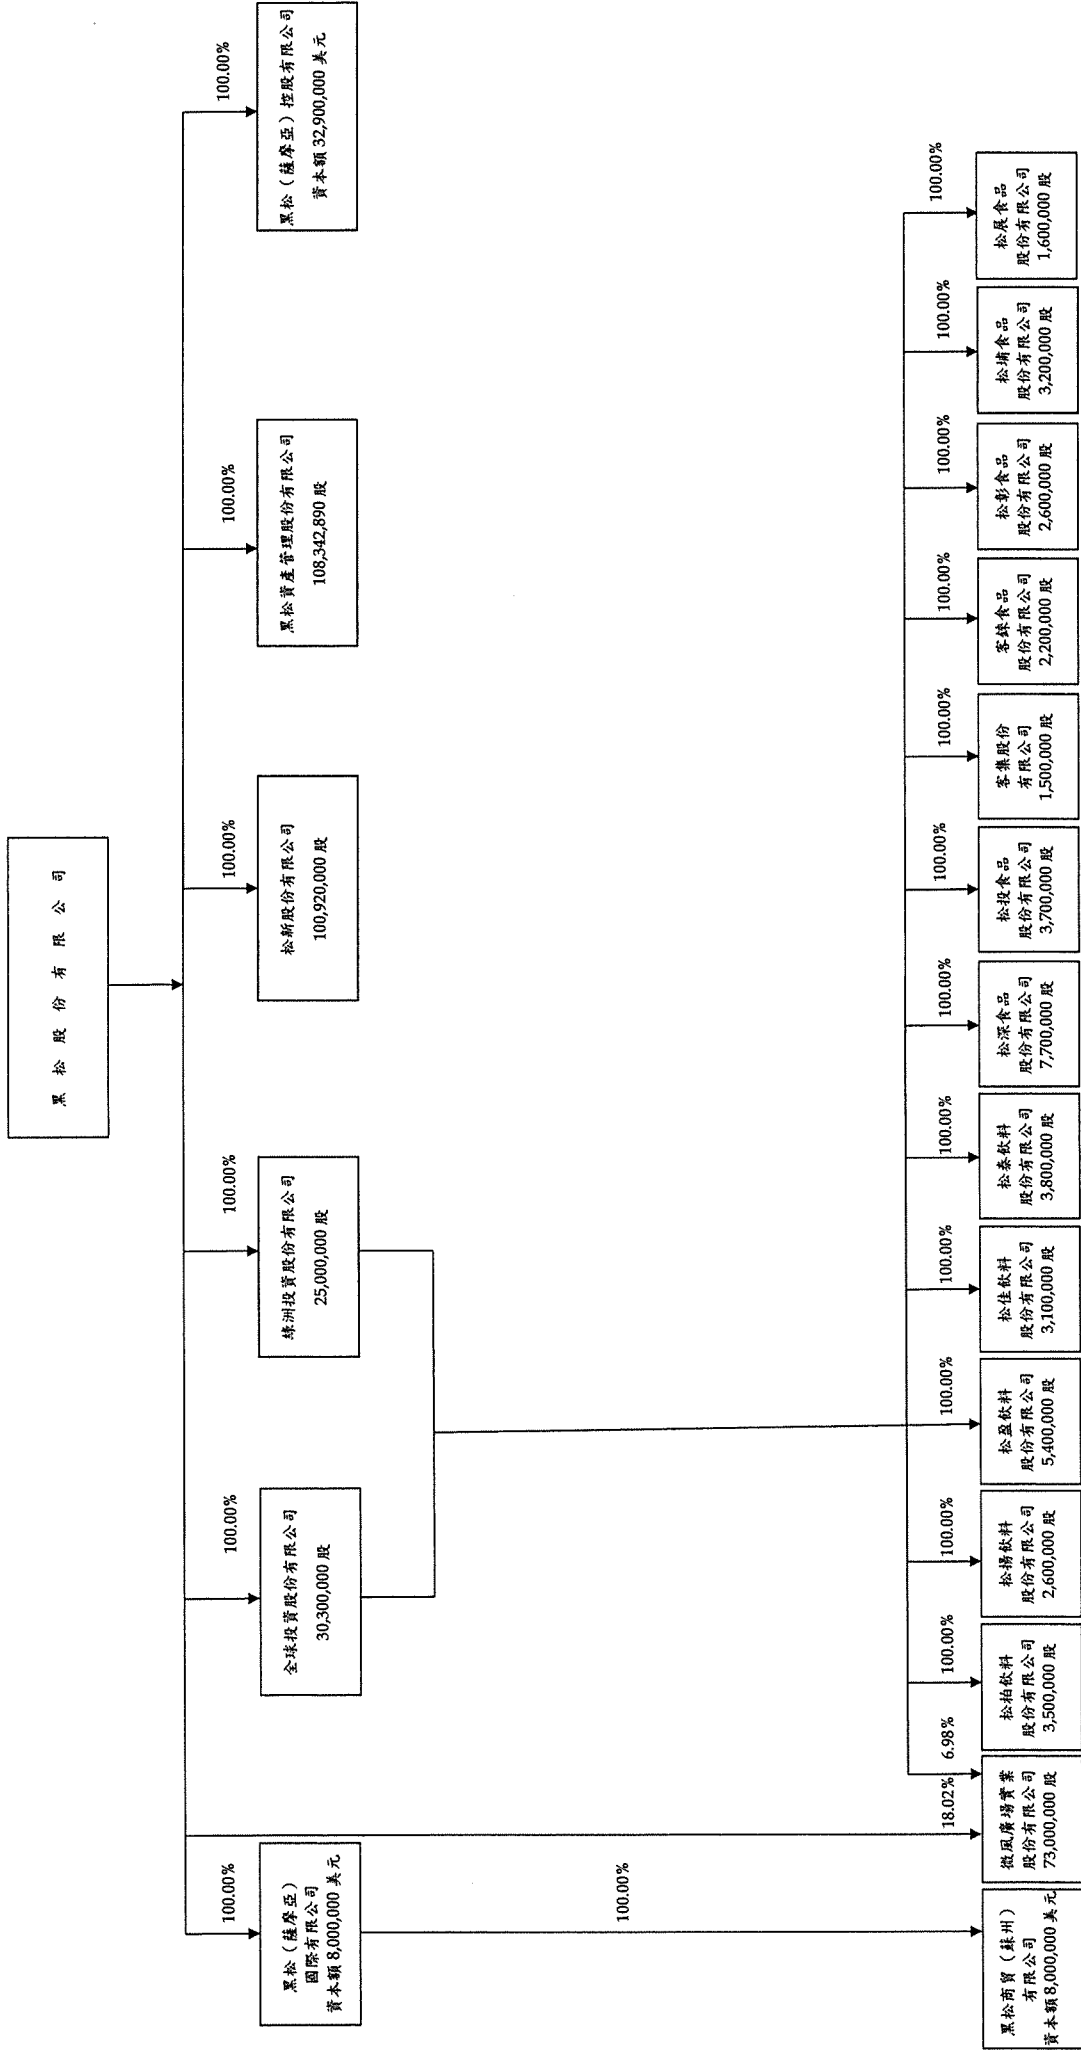 黑松股份有限公司
100.00%
100.00%
100.00%
100.00%
100.00%
100.00%
黑松（薩摩亞）
國際有限公司
資本額 8,000,000 美元
全球投資股份有限公司
30,300,000 股
綠洲投資股份有限公司
25,000,000 股
松新股份有限公司
100,920,000 股
黑松資產管理股份有限公司
108,342,890 股
黑松（薩摩亞）控股有限公司
資本額 32,900,000 美元
100.00%
18.02%
6.98%
100.00%
100.00%
100.00%
100.00%
100.00%
100.00%
100.00%
100.00%
100.00%
100.00%
100.00%
100.00%
黑松商貿（蘇州）
有限公司
資本額 8,000,000 美元
微風廣場實業
股份有限公司
73,000,000 股
松柏飲料
股份有限公司
3,500,000 股
松揚飲料
股份有限公司
2,600,000 股
松盈飲料
股份有限公司
5,400,000 股
松佳飲料
股份有限公司
3,100,000 股
松泰飲料
股份有限公司
3,800,000 股
松深食品
股份有限公司
7,700,000 股
松投食品
股份有限公司
3,700,000 股
客集股份
有限公司
1,500,000 股
客錸食品
股份有限公司
2,200,000 股
松彰食品
股份有限公司
2,600,000 股
松埔食品
股份有限公司
3,200,000 股
松展食品
股份有限公司
1,600,000 股